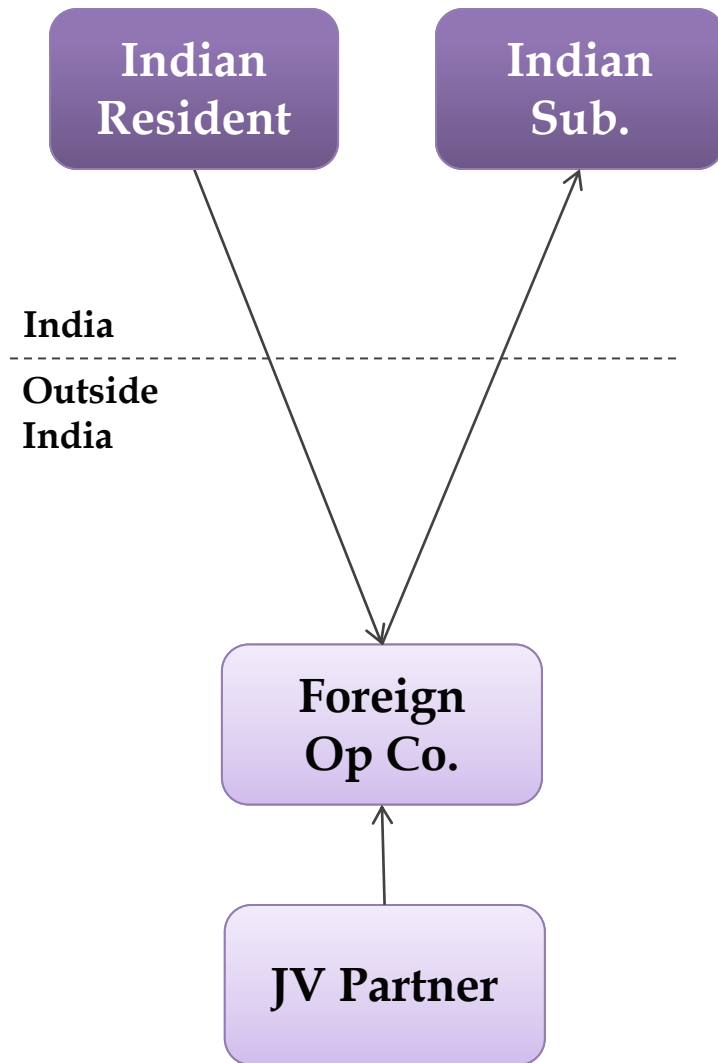 Indian
Resident
Indian
Sub.
India
Outside
India
Foreign
Op Co.
JV Partner